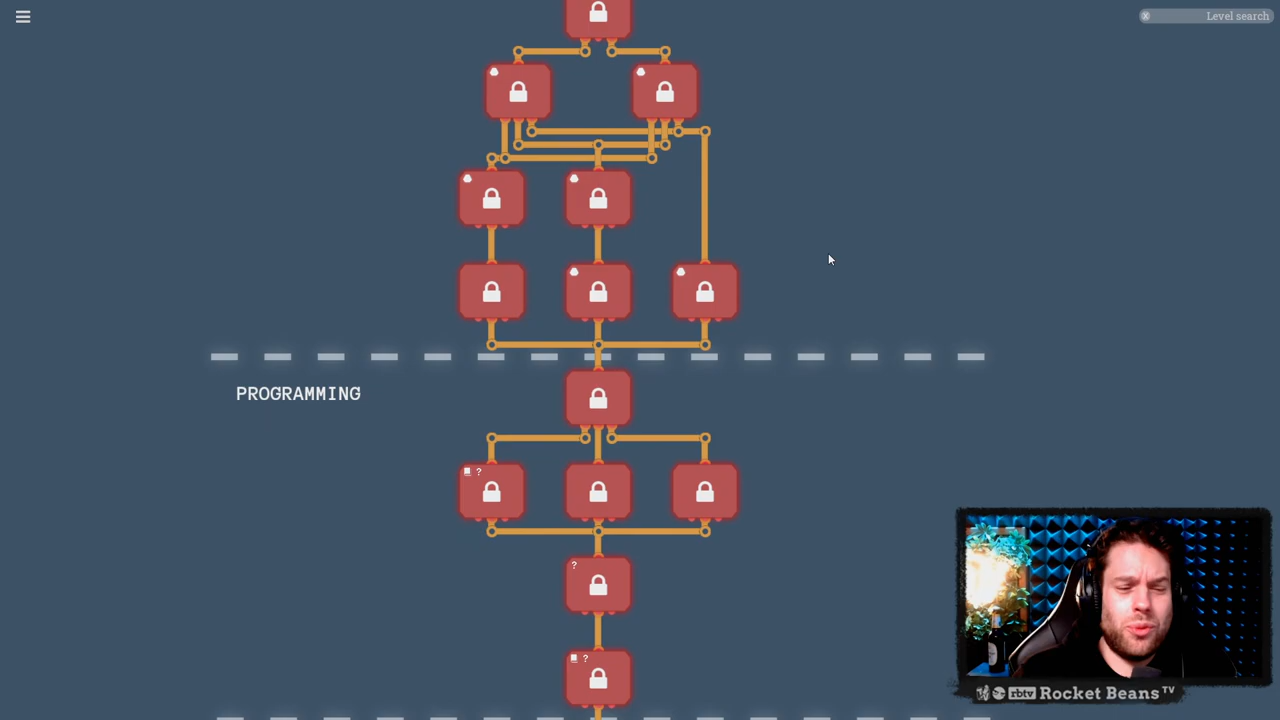 Level search
PROGRAMMING
?
?
?
rbtv Rocket Beans TV